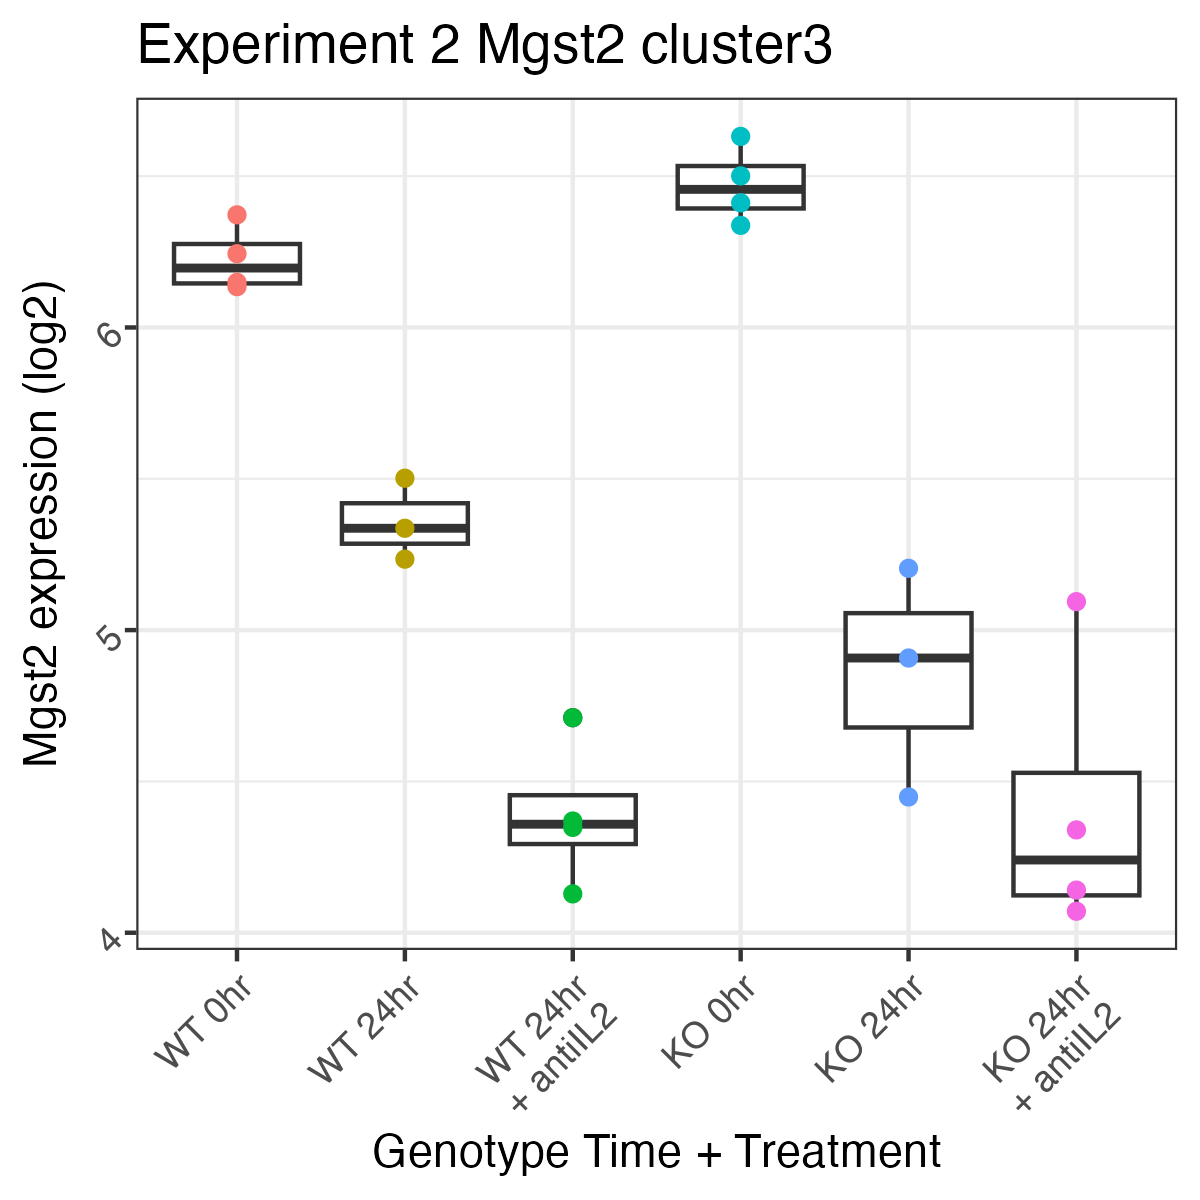 Experiment 2 Mgst2 cluster3
Mgst2 expression (log2)
6
5
4
WT 0hr
WT 24hr
WT 24hr
+ antiIL2
KO 0hr
KO 24hr
KO 24hr
+ antiIL2
Genotype Time + Treatment